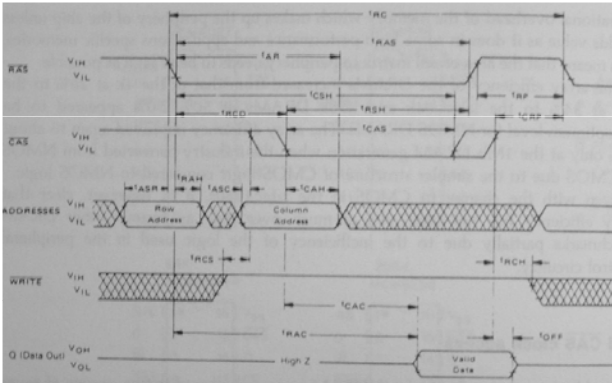 tRC
tRAS
tAR
RAS VIH
VIL
tRP
tCSH
tRCD
tRSH
tCAS
tCRP
CAS VIH
VIL
tASR
tRAH
tASC
tCAH
ADDRESSES VIH
VIL
Row
Address
Column
Address
tRCS
tRCH
WRITE VIH
VIL
tCAC
tRAC
tOFF
Q (Data Out) VOH
VOL
High Z
Valid
Data